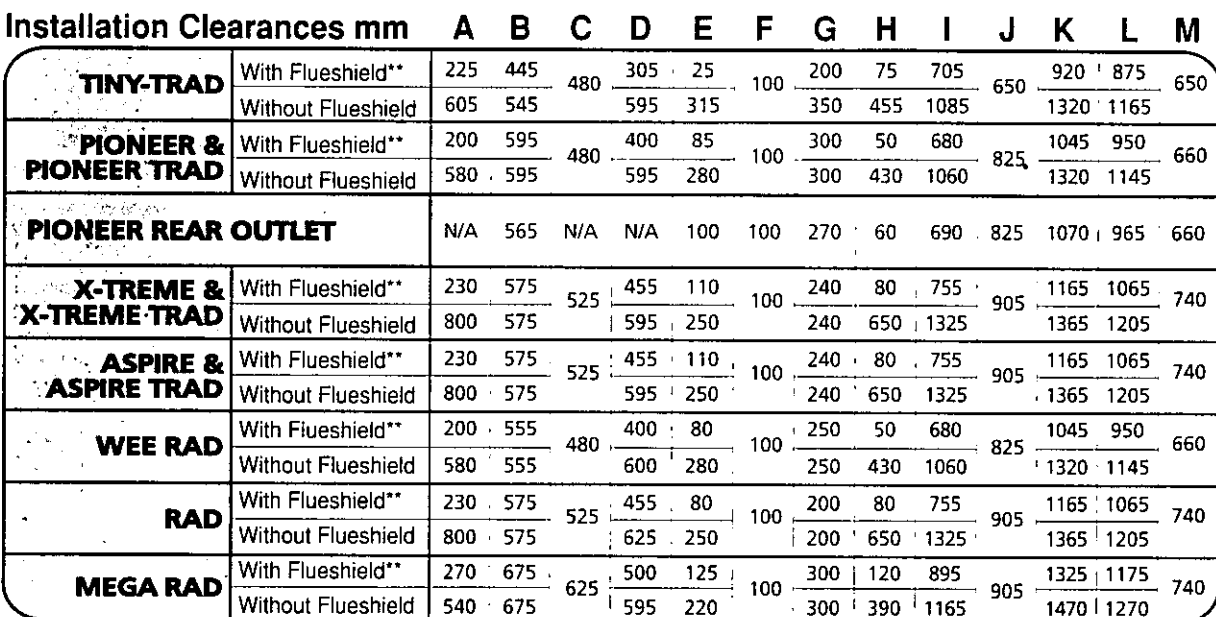 Installation Clearances mm A B C D E F G H I J K L M
TINY-TRAD With Flueshield** 225 445 480 305 25 100 200 75 705 650 920 875 650
Without Flueshield 605 545 595 315 350 455 1085 1320 1165
PIONEER & With Flueshield** 200 595 480 400 85 100 300 50 680 825 1045 950 660
PIONEER TRAD Without Flueshield 580 595 595 280 300 430 1060 1320 1145
PIONEER REAR OUTLET N/A 565 N/A N/A 100 100 270 60 690 825 1070 965 660
X-TREME & With Flueshield** 230 575 525 455 110 100 240 80 755 905 1165 1065 740
X-TREME TRAD Without Flueshield 800 575 595 250 240 650 1325 1365 1205
ASPIRE & With Flueshield** 230 575 525 455 110 100 240 80 755 905 1165 1065 740
ASPIRE TRAD Without Flueshield 800 575 595 250 240 650 1325 1365 1205
WEE RAD With Flueshield** 200 555 480 400 80 100 250 50 680 825 1045 950 660
Without Flueshield 580 555 600 280 250 430 1060 1320 1145
RAD With Flueshield** 230 575 525 455 80 100 200 80 755 905 1165 1065 740
Without Flueshield 800 575 625 250 200 650 1325 1365 1205
MEGA RAD With Flueshield** 270 675 625 500 125 100 300 120 895 905 1325 1175 740
Without Flueshield 540 675 595 220 300 390 1165 1470 1270